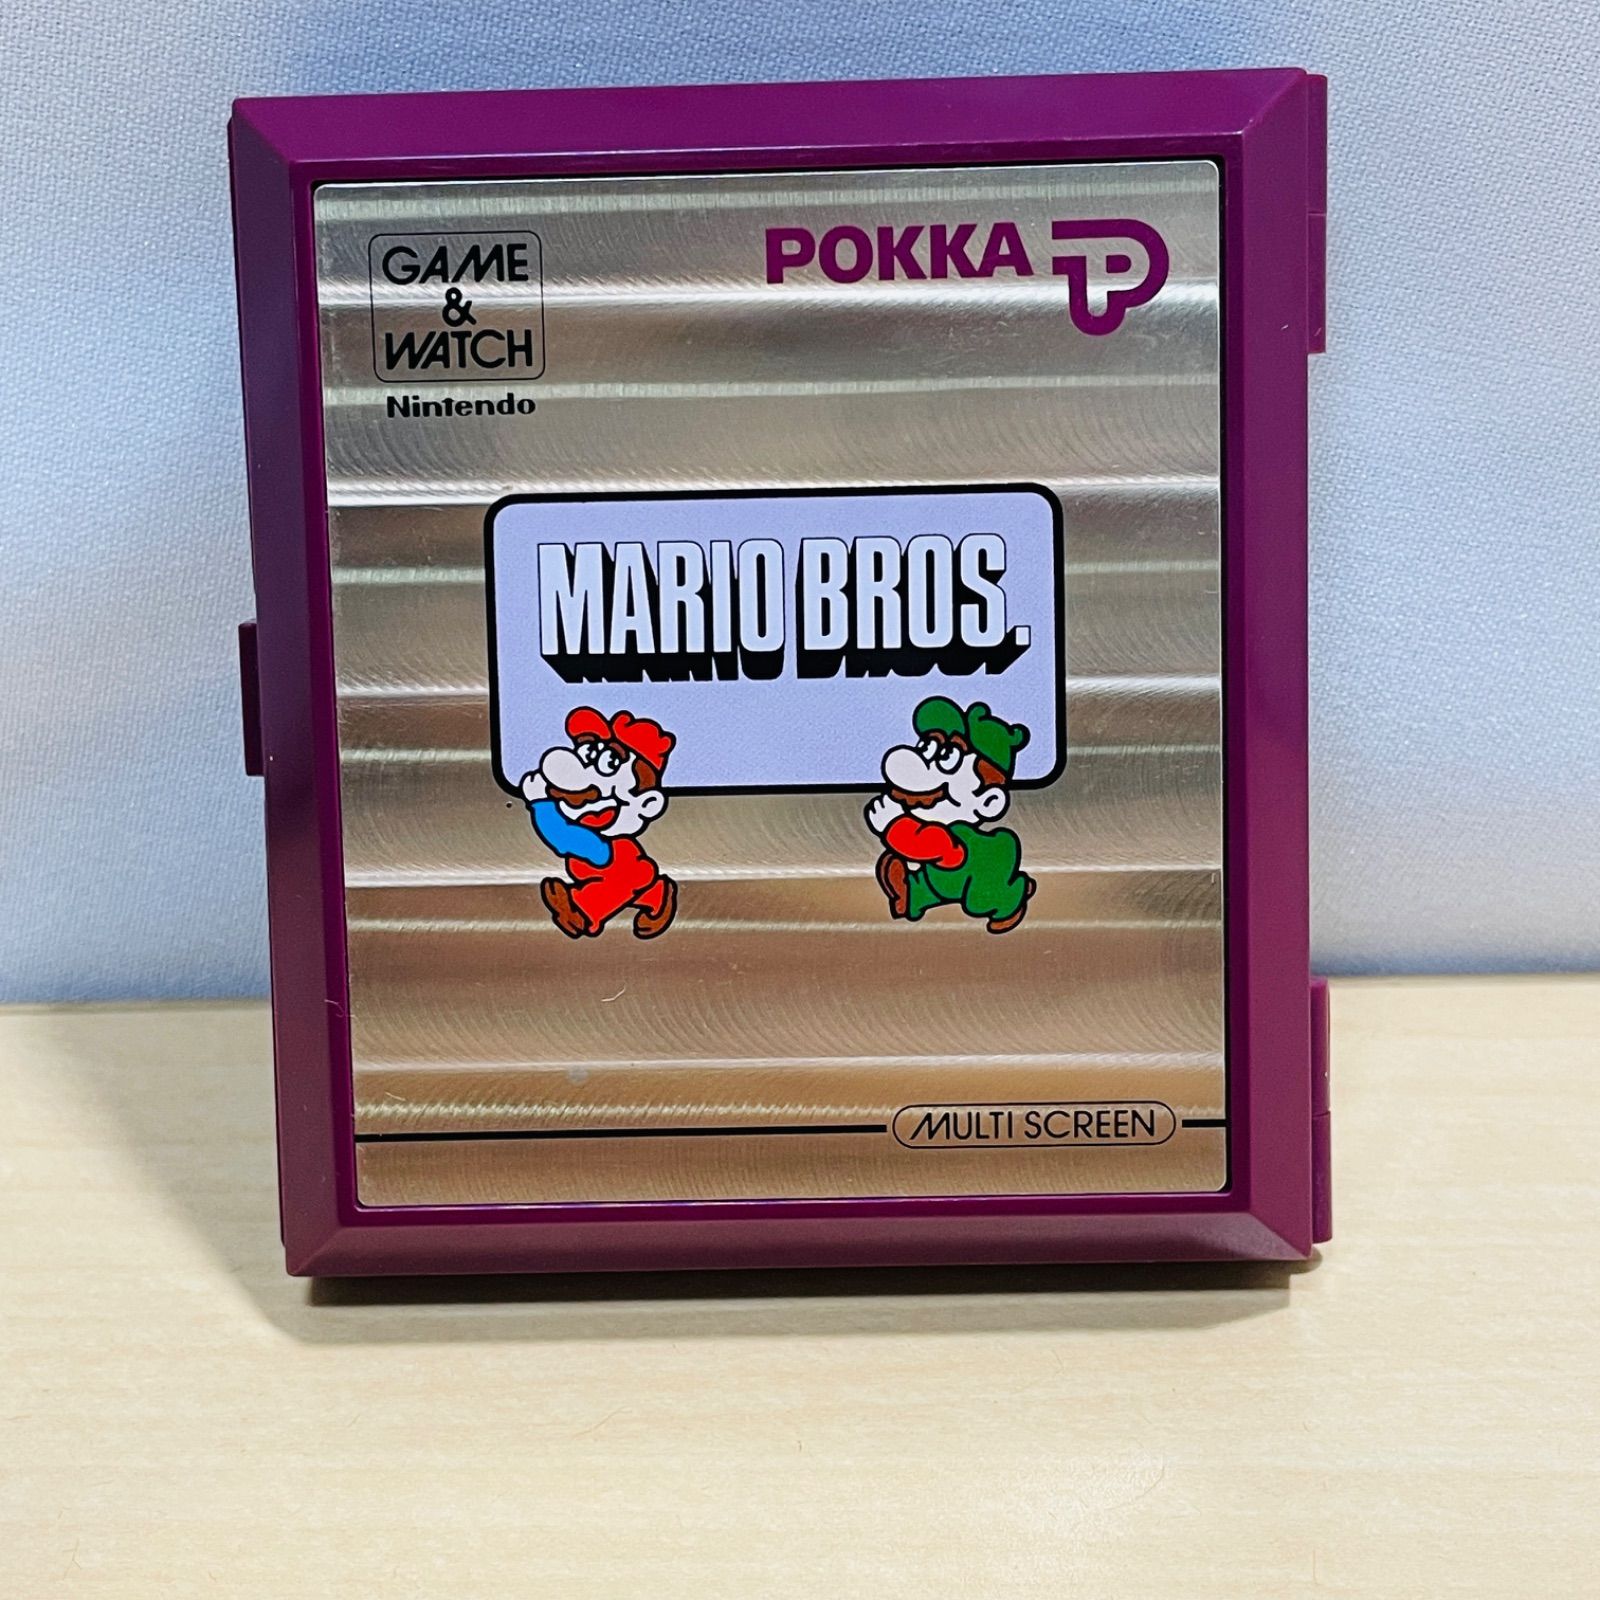 GAME
&
WATCH
Nintendo
POKKA
P
MARIO BROS.
MULTI SCREEN